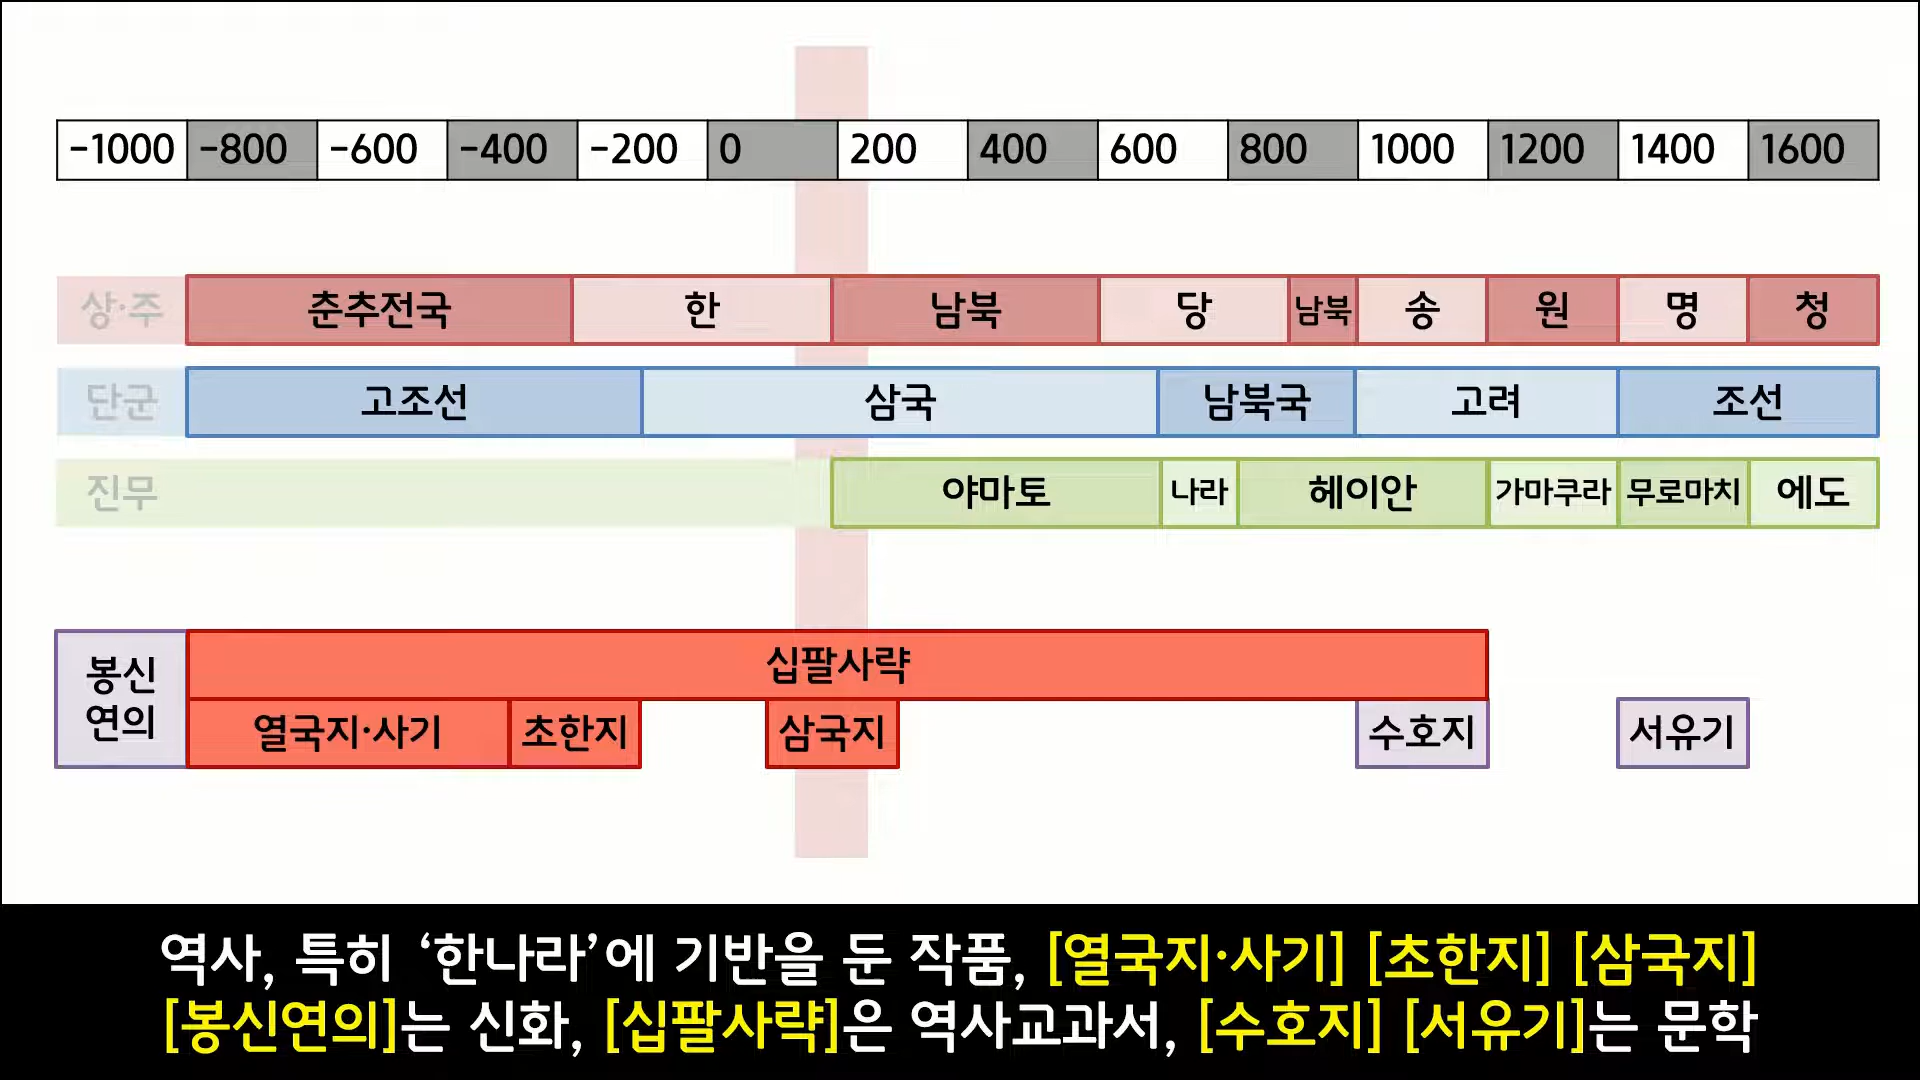 -1000 -800 -600 -400 -200 0 200 400 600 800 1000 1200 1400 1600
상·주 춘추전국 한 남북 당 남북 송 원 명 청
단군 고조선 삼국 남북국 고려 조선
진무 야마토 나라 헤이안 가마쿠라 무로마치 에도
봉신
연의
십팔사략
열국지·사기 초한지 삼국지 수호지 서유기
역사, 특히 ‘한나라’에 기반을 둔 작품, [열국지·사기] [초한지] [삼국지]
[봉신연의]는 신화, [십팔사략]은 역사교과서, [수호지] [서유기]는 문학